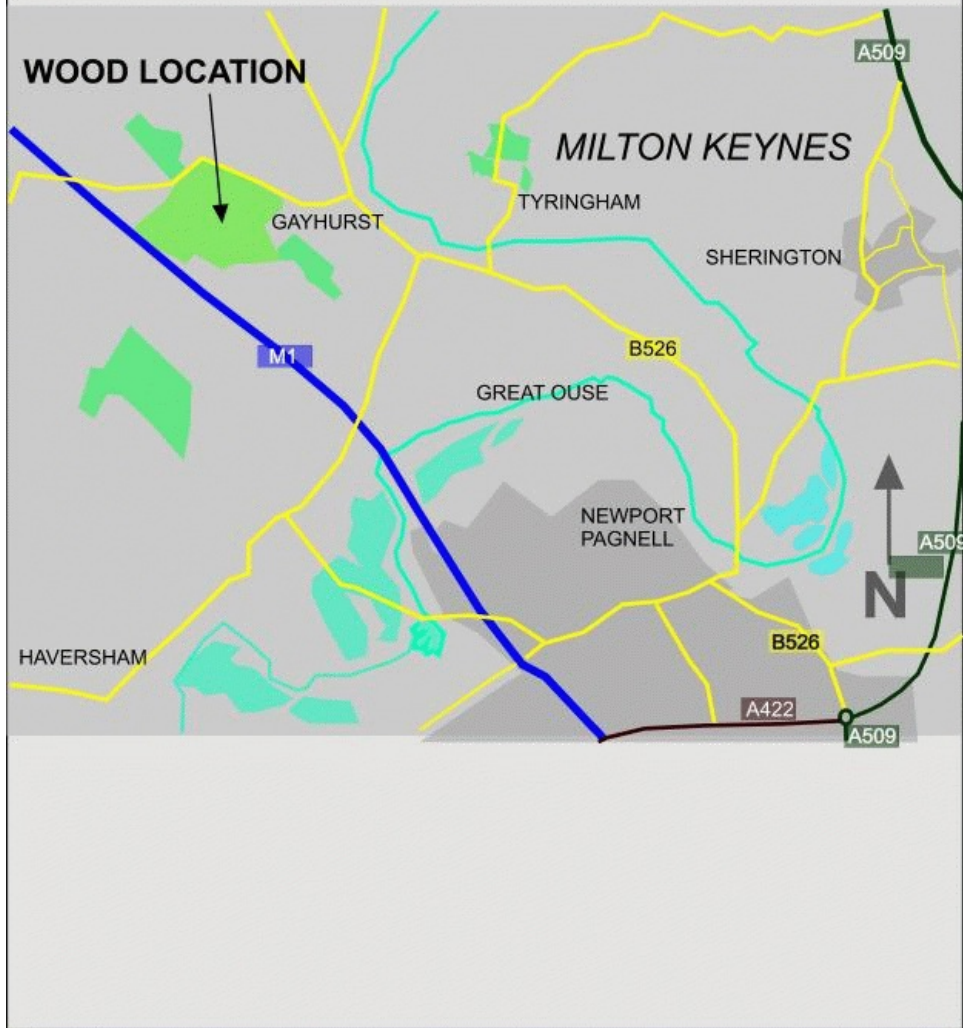 A509
WOOD LOCATION
MILTON KEYNES
TYRINGHAM
GAYHURST
SHERINGTON
B526
M1
GREAT OUSE
NEWPORT
PAGNELL
A509
N
B526
HAVERSHAM
A422
A509